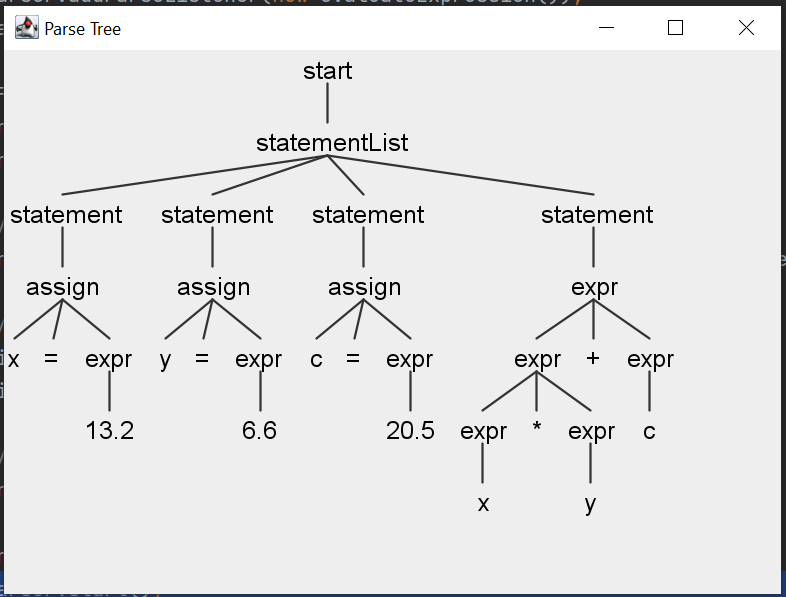 Parse Tree
start
statementList
statement statement statement statement
assign assign assign expr
x = expr y = expr c = expr expr + expr
13.2 6.6 20.5 expr * expr c
x y